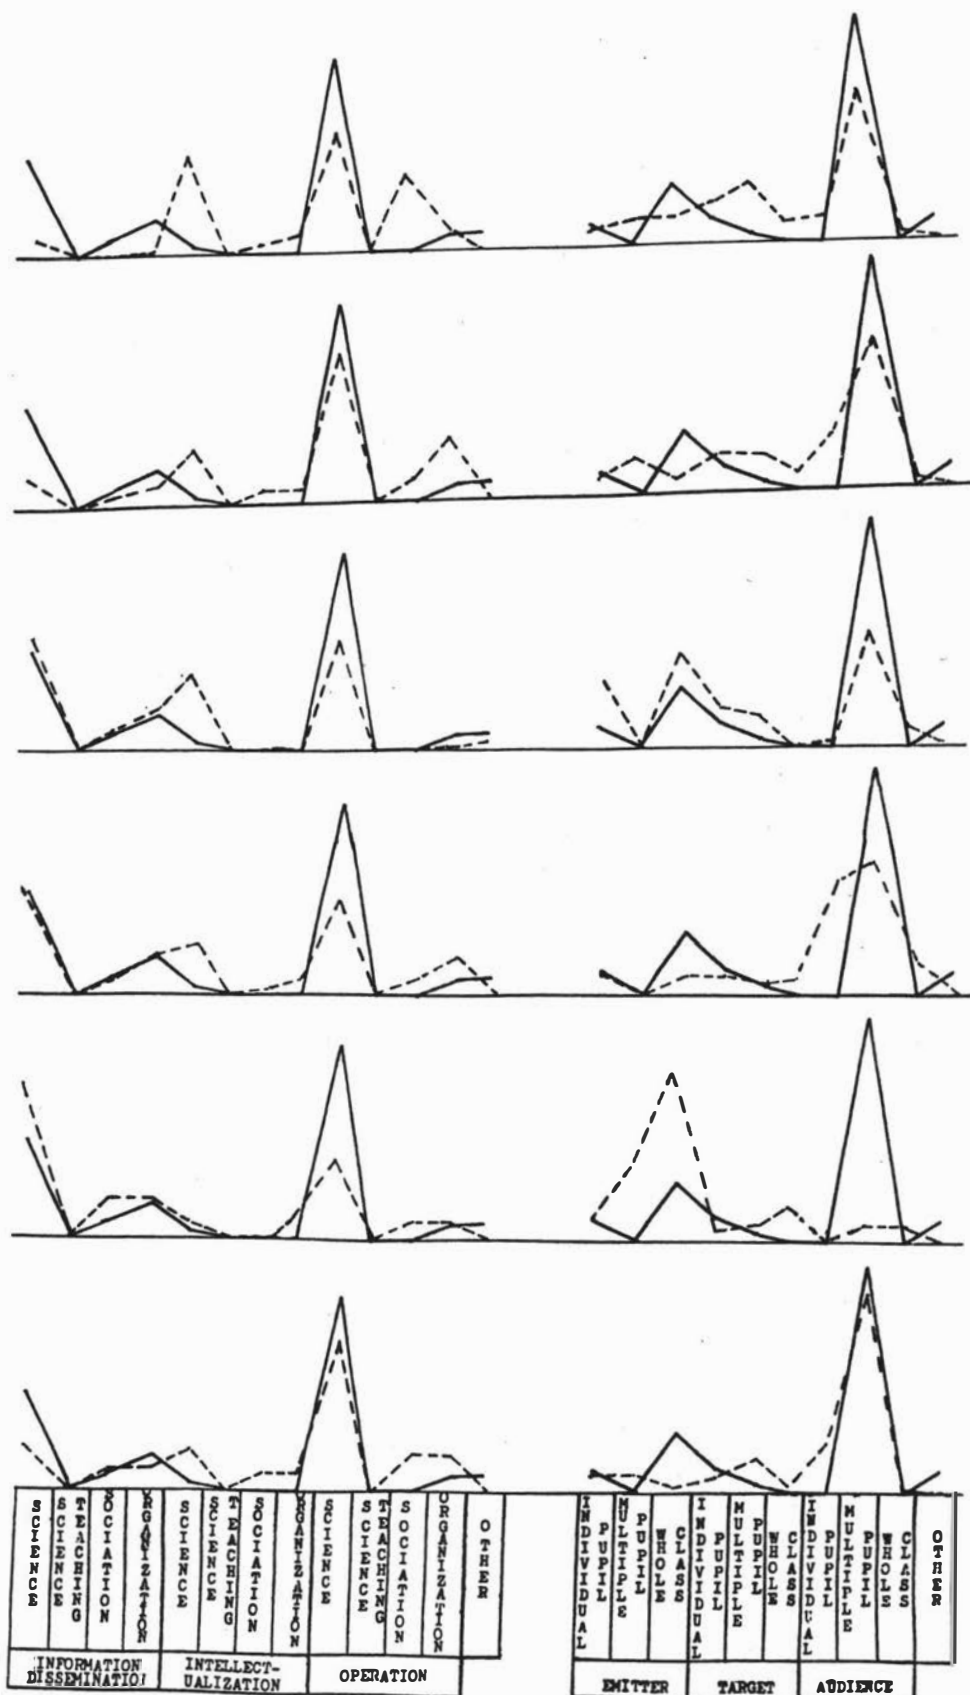 SCIENCE
SCIENCE TEACHING
SOCIATION
ORGANIZATION
SCIENCE
SCIENCE TEACHING
SOCIATION
ORGANIZATION
SCIENCE
SCIENCE TEACHING
SOCIATION
ORGANIZATION
OTHER
INDIVIDUAL PUPIL
MULTIPLE PUPIL
WHOLE CLASS
INDIVIDUAL PUPIL
MULTIPLE PUPIL
WHOLE CLASS
INDIVIDUAL PUPIL
MULTIPLE PUPIL
WHOLE CLASS
OTHER
INFORMATION
DISSEMINATION
INTELLECT-
UALIZATION
OPERATION
EMITTER
TARGET
AUDIENCE